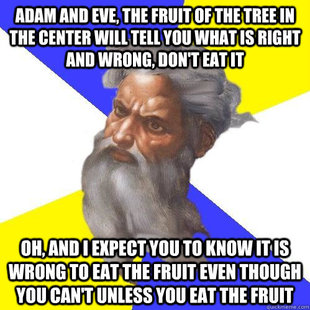 ADAM AND EVE, THE FRUIT OF THE TREE IN
THE CENTER WILL TELL YOU WHAT IS RIGHT
AND WRONG, DON'T EAT IT
OH, AND I EXPECT YOU TO KNOW IT IS
WRONG TO EAT THE FRUIT EVEN THOUGH
YOU CAN'T UNLESS YOU EAT THE FRUIT
quickmeme.com